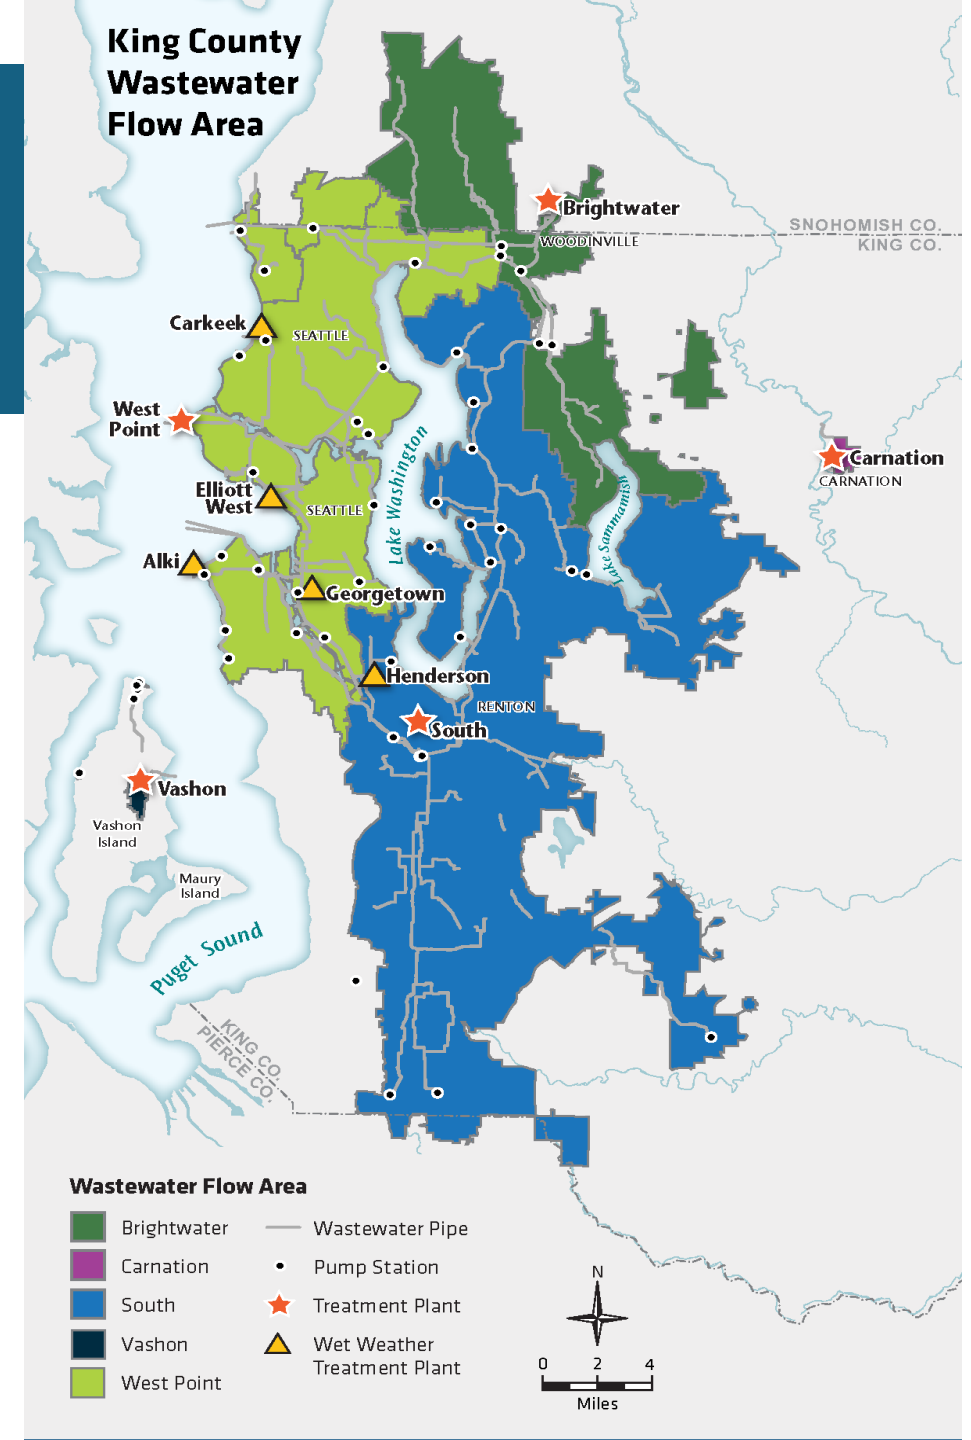 King County
Wastewater
Flow Area
Brightwater
WOODINVILLE
SNOHOMISH CO.
KING CO.
Carkeek
SEATTLE
West
Point
Lake Washington
Carnation
CARNATION
Elliott
West
SEATTLE
Lake Sammamish
Alki
Georgetown
Henderson
RENTON
South
Vashon
Vashon
Island
Maury
Island
Puget Sound
KING CO.
PIERCE CO.
Wastewater Flow Area
Brightwater
Carnation
South
Vashon
West Point
Wastewater Pipe
Pump Station
Treatment Plant
Wet Weather
Treatment Plant
N
0 2 4
Miles